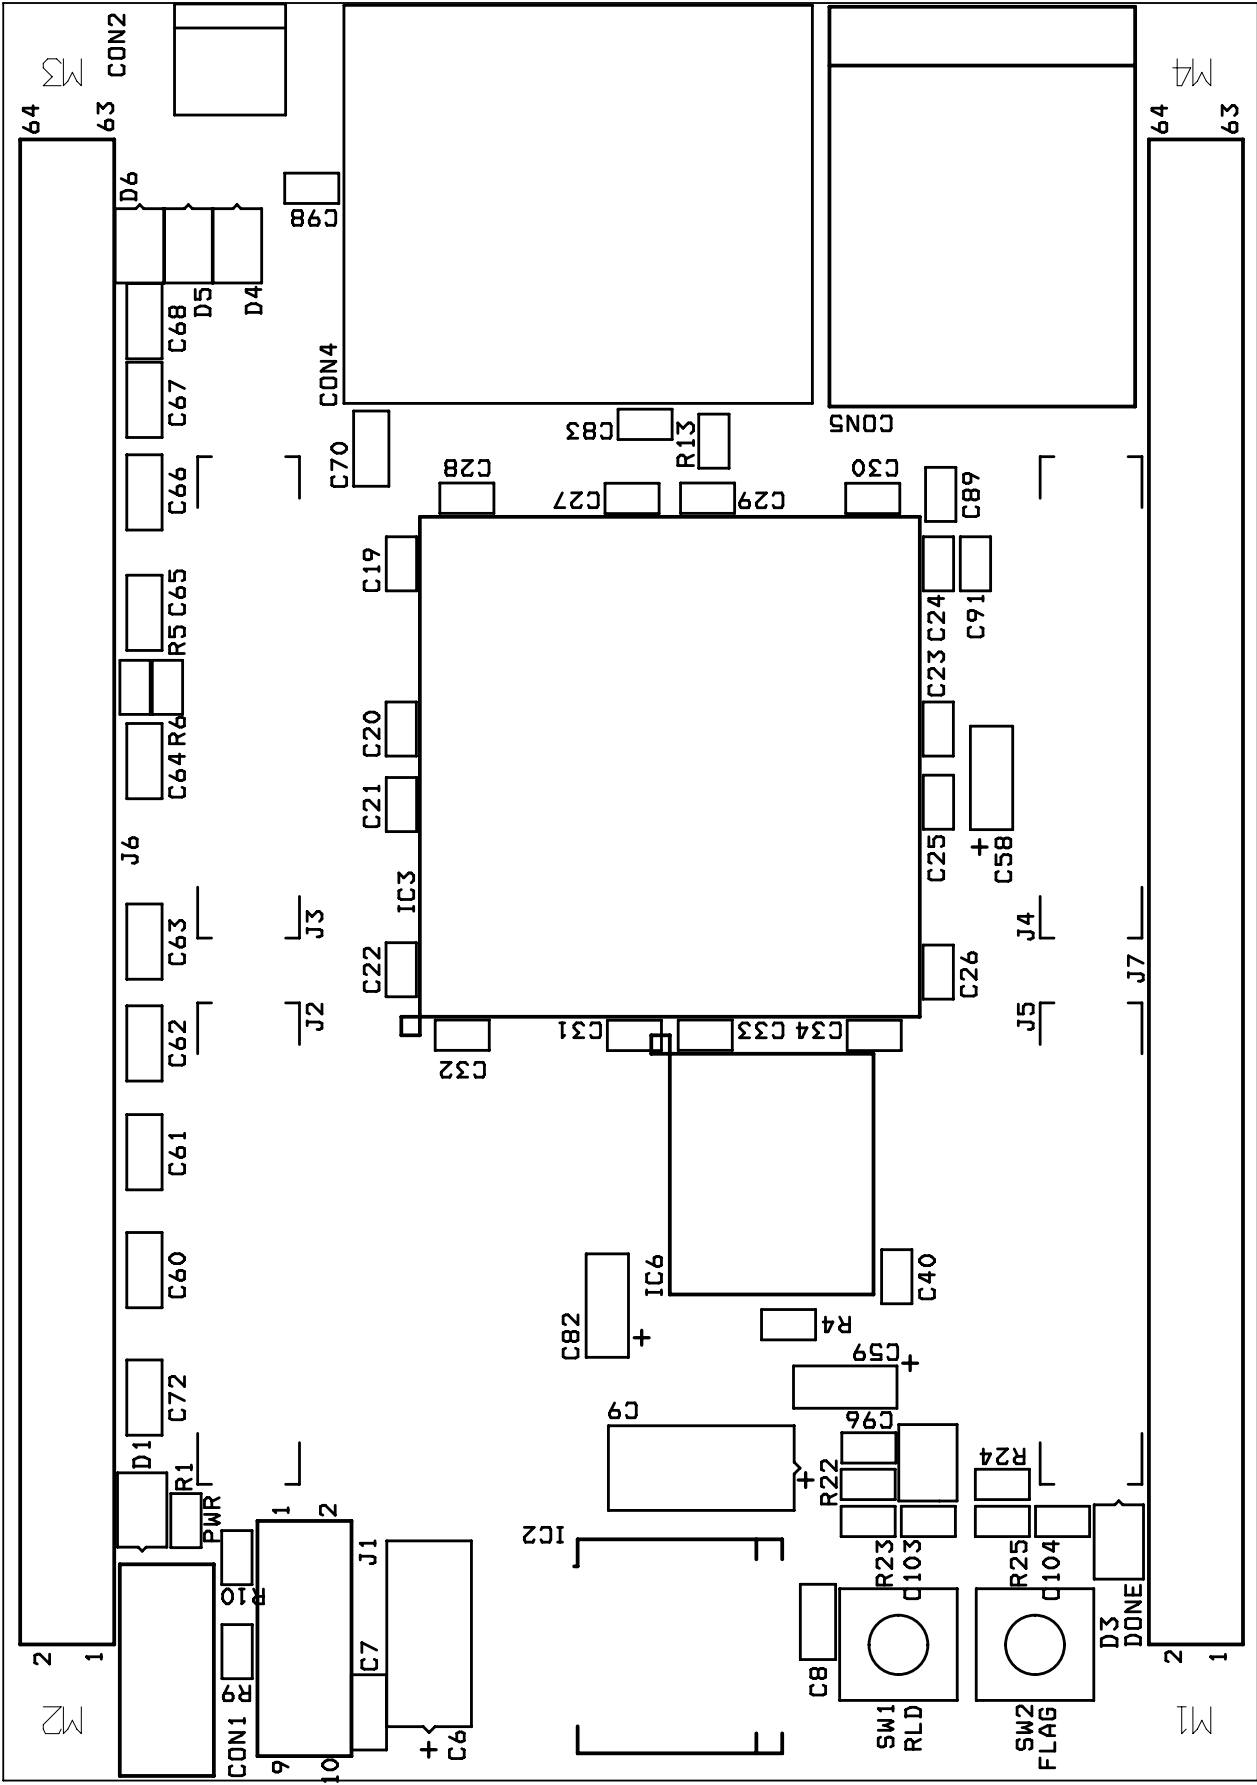 CON2
M3
M4
64
63
64
63
D6
C98
D5
D4
C68
CON4
C67
CON5
C83
R13
C70
C66
C28
C30
C27
C29
C89
C19
C65
C24
C91
R5
C23
R6
C20
C64
C21
J6
C25
+
C58
IC3
C63
J3
J4
C22
C26
J7
C62
J2
J5
C31
C33
C34
C32
C61
C60
IC6
C40
C82
+
R4
C59
+
C72
C9
C96
D1
R1
R22
+
R24
PWR
1
2
IC2
J1
R23
C103
R25
C104
R10
D3
DONE
C7
2
1
C8
2
1
R9
M2
CON1
+
C6
SW1
RLD
SW2
FLAG
M1
9
10